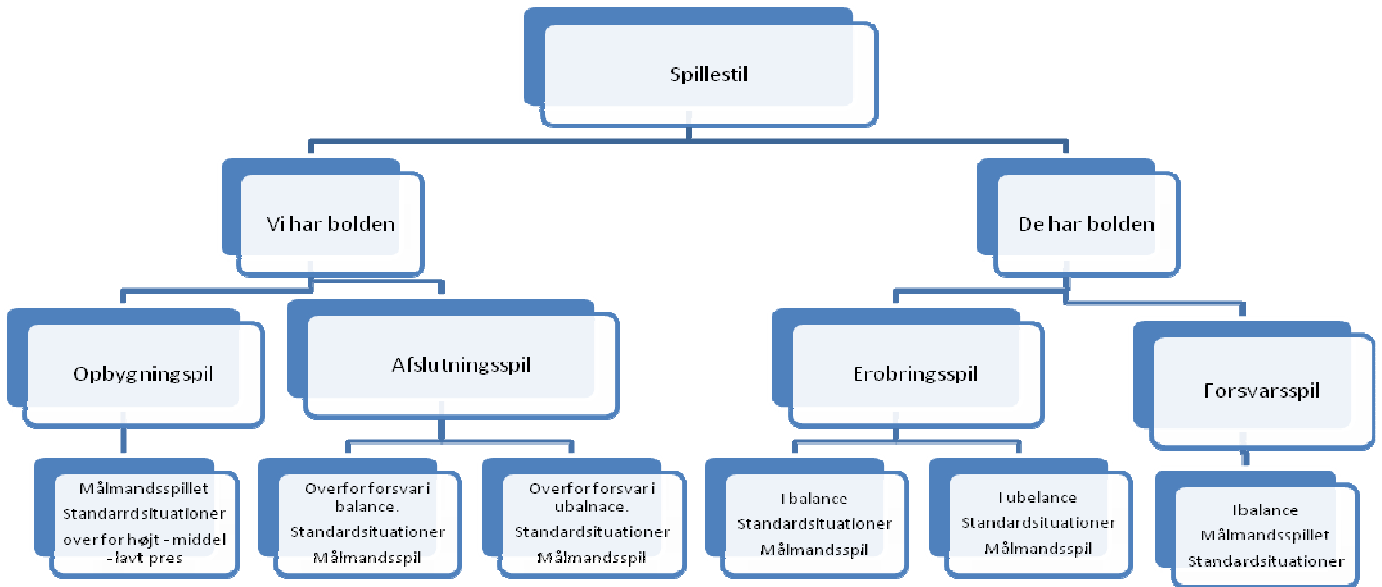 Spillestil
Vi har bolden
De har bolden
Opbygningspil
Afslutningsspil
Erobringsspil
Forsvarsspil
Målmandsspillet
Standarrdsituationer
overfor højt - middel
- lavt pres
Overfor forsvar i
balance.
Standardsituationer
Målmandsspil
Overfor forsvar i
ubalnace.
Standardsituationer
Målmandsspil
I balance
Standardsituationer
Målmandsspil
I ubelance
Standardsituationer
Målmandsspil
I balance
Målmandsspillet
Standardsituationer